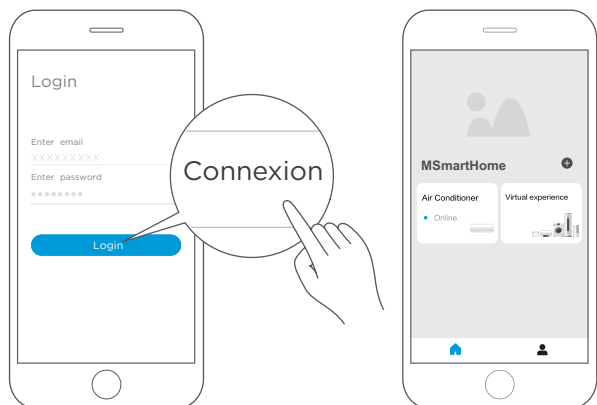 Login
Enter email
XXXXXXXXX
Enter password
••••••••
Login
Connexion
MSmartHome
Air Conditioner
• Online
Virtual experience